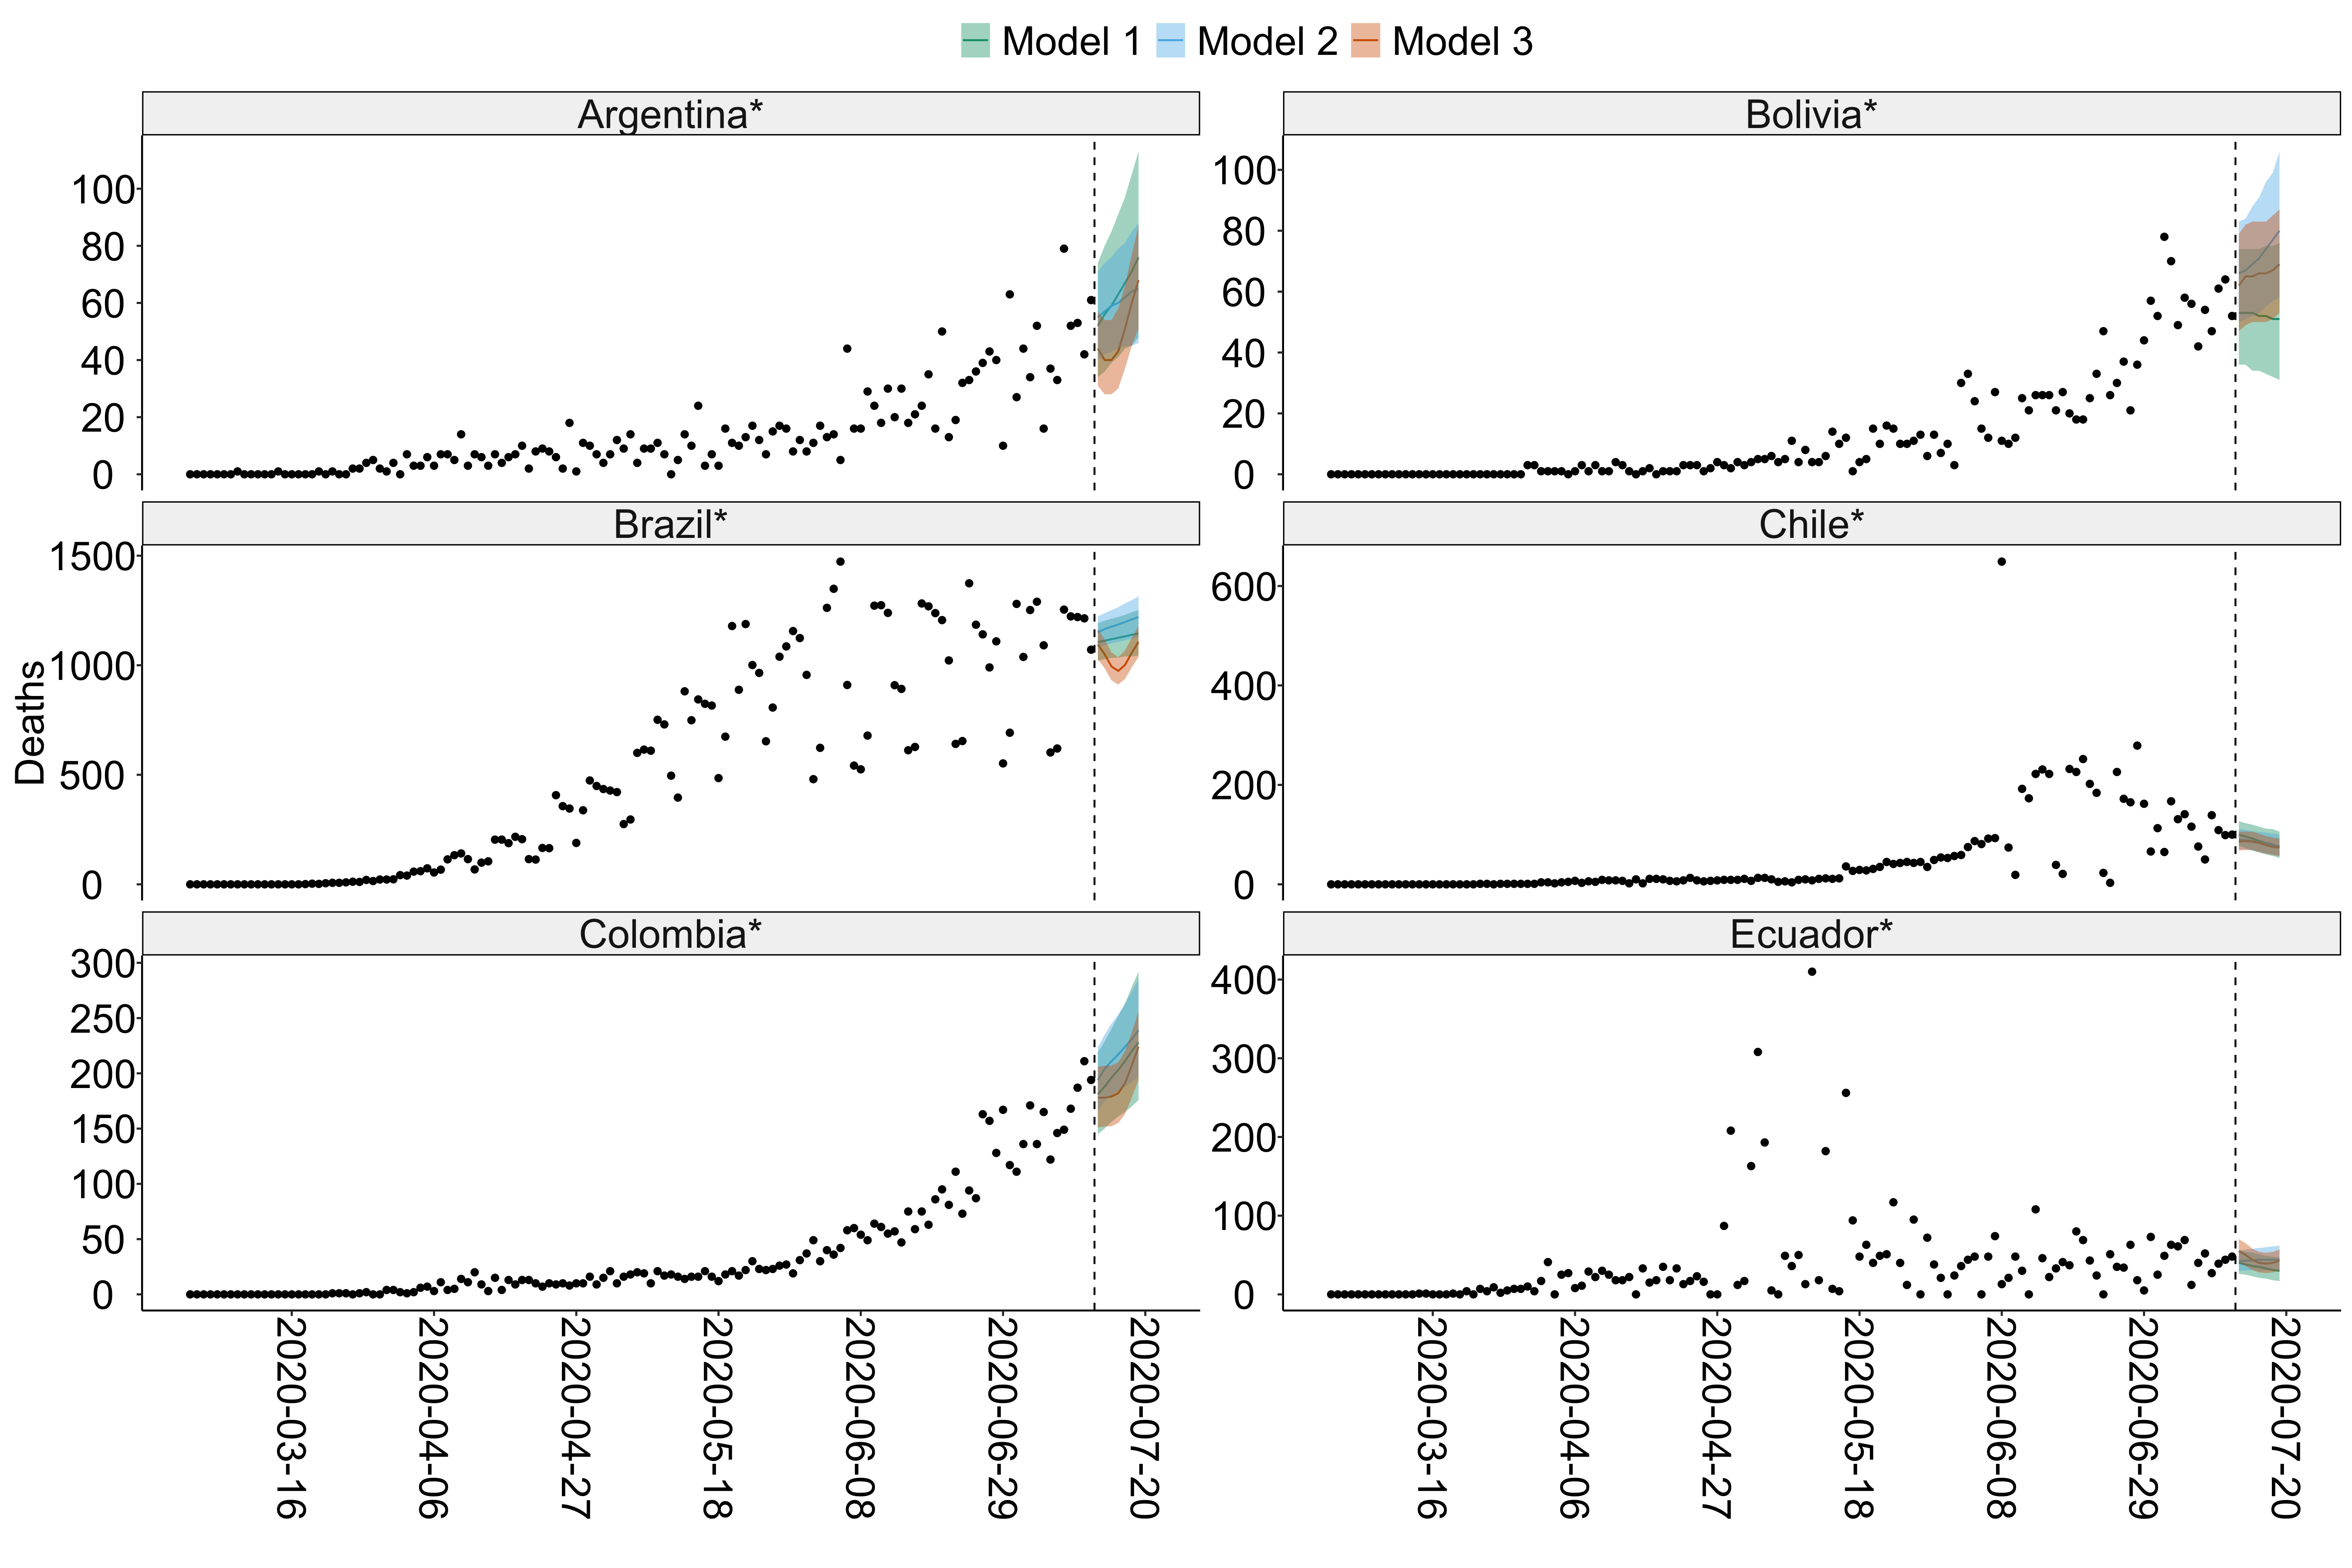 Model 1 Model 2 Model 3
Argentina* Bolivia*
100 80 60 40 20 0
100 80 60 40 20 0
Brazil* Chile*
1500 1000 500 0
600 400 200 0
Deaths
Colombia* Ecuador*
300 250 200 150 100 50 0
400 300 200 100 0
2020-03-16 2020-04-06 2020-04-27 2020-05-18 2020-06-08 2020-06-29 2020-07-20
2020-03-16 2020-04-06 2020-04-27 2020-05-18 2020-06-08 2020-06-29 2020-07-20